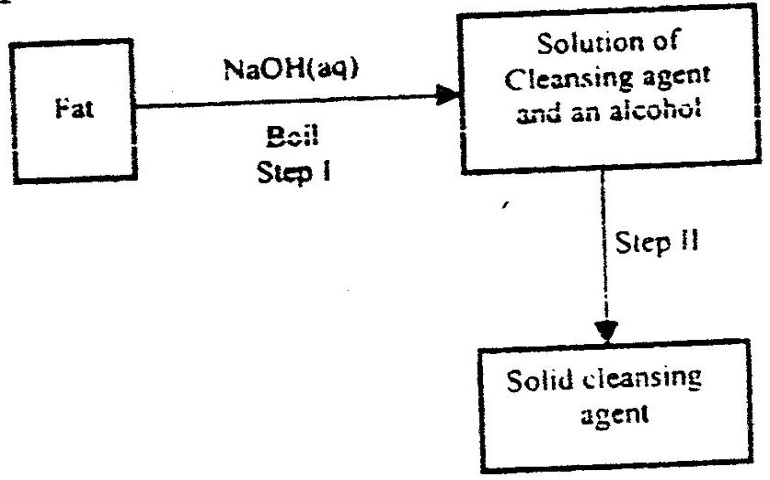 Fat
NaOH(aq)
Boil
Step I
Solution of
Cleansing agent
and an alcohol
Step II
Solid cleansing
agent